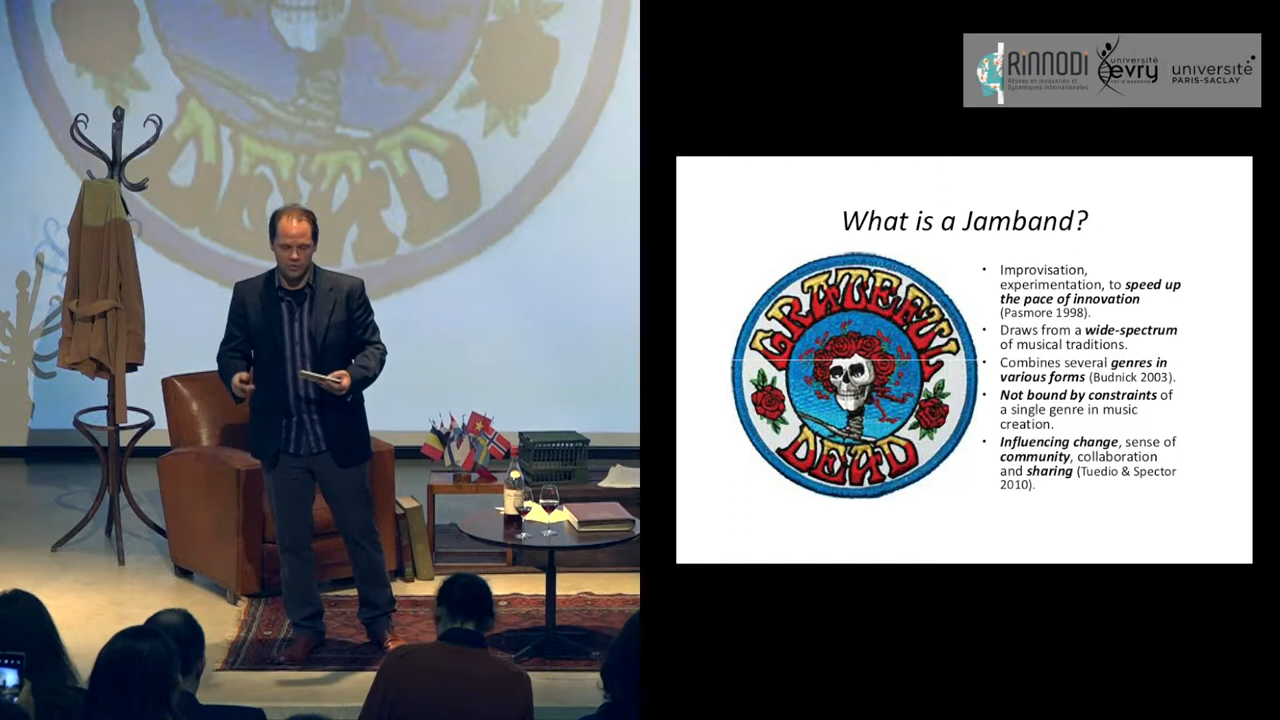 RiNNODi
Réseau en Innovation et
Dynamiques Internationales
université
evry
université
PARIS-SACLAY
What is a Jamband?
GRATEFUL
DEAD
• Improvisation,
experimentation, to speed up
the pace of innovation
(Pasmore 1998).
• Draws from a wide-spectrum
of musical traditions.
• Combines several genres in
various forms (Budnick 2003).
• Not bound by constraints of
a single genre in music
creation.
• Influencing change, sense of
community, collaboration
and sharing (Tuedio & Spector
2010).
DEAD